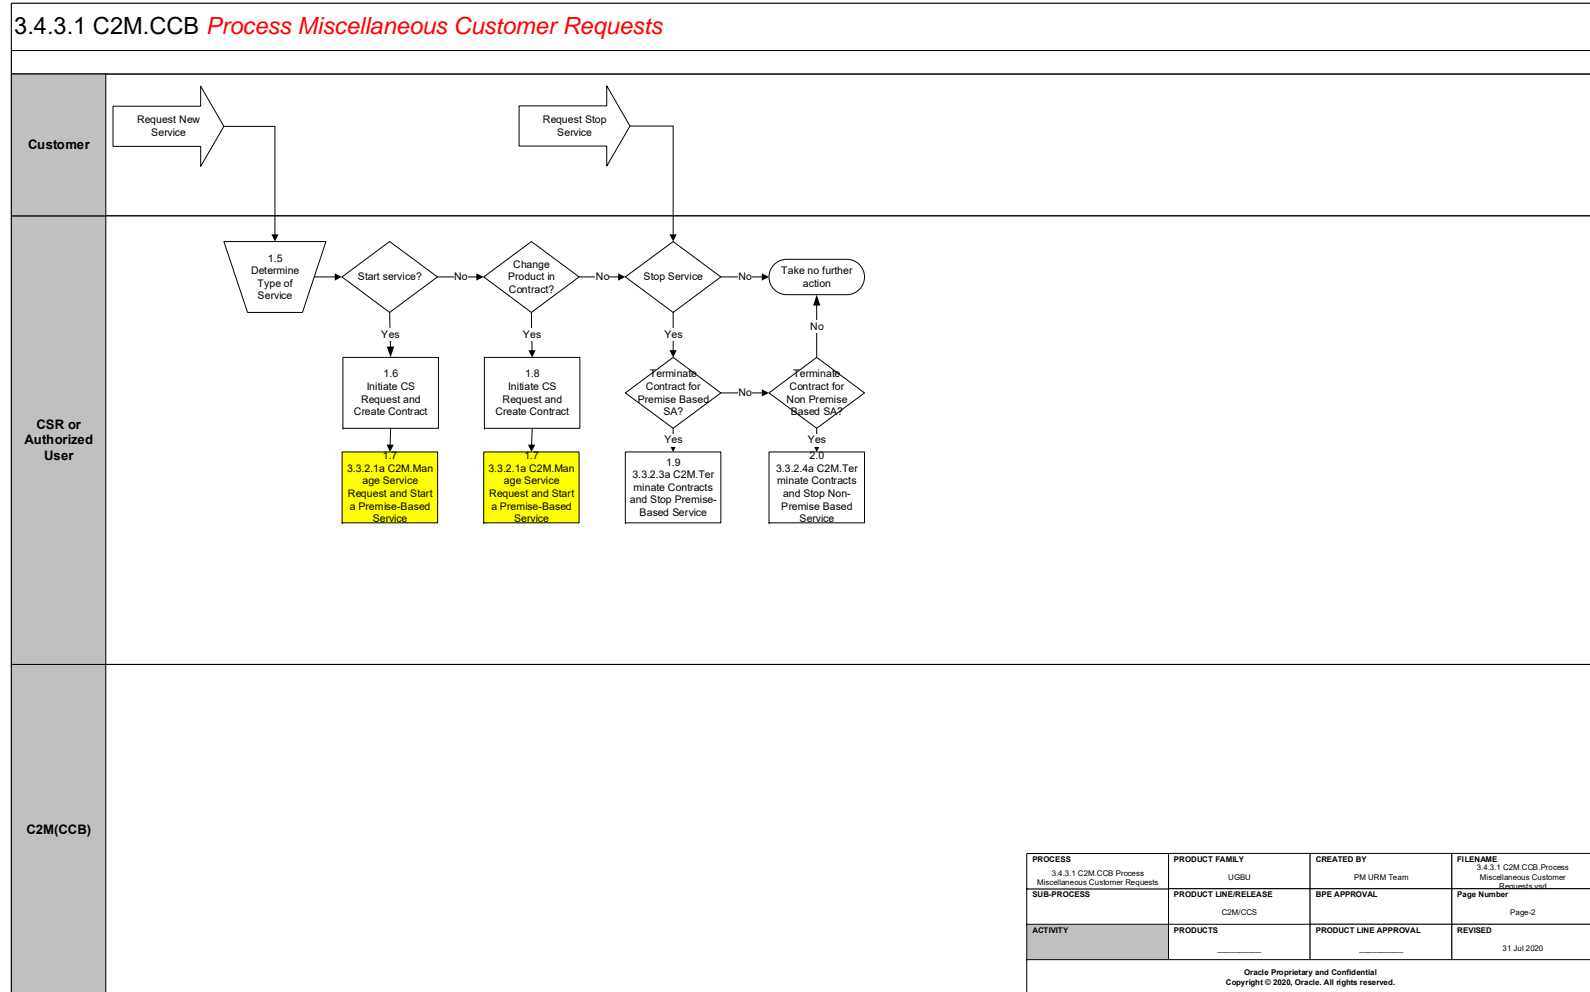 3.4.3.1 C2M.CCB Process Miscellaneous Customer Requests
Customer
Request New
Service
Request Stop
Service
CSR or
Authorized
User
1.5
Determine
Type of
Service
Start service?
No
Change
Product in
Contract?
No
Stop Service
No
Take no further
action
Yes
Yes
Yes
No
1.6
Initiate CS
Request and
Create Contract
1.8
Initiate CS
Request and
Create Contract
Terminate
Contract for
Premise Based
SA?
No
Terminate
Contract for
Non Premise
Based SA?
Yes
Yes
1.7
3.3.2.1a C2M.Man
age Service
Request and Start
a Premise-Based
Service
1.7
3.3.2.1a C2M.Man
age Service
Request and Start
a Premise-Based
Service
1.9
3.3.2.3a C2M.Ter
minate Contracts
and Stop Premise-
Based Service
2.0
3.3.2.4a C2M.Ter
minate Contracts
and Stop Non-
Premise Based
Service
C2M(CCB)
PROCESS
3.4.3.1 C2M.CCB Process
Miscellaneous Customer Requests
PRODUCT FAMILY
UGBU
CREATED BY
PM URM Team
FILENAME
3.4.3.1 C2M.CCB.Process
Miscellaneous Customer
Requests.vsd
SUB-PROCESS
PRODUCT LINE/RELEASE
C2M/CCS
BPE APPROVAL
Page Number
Page-2
ACTIVITY
PRODUCTS
PRODUCT LINE APPROVAL
REVISED
31 Jul 2020
Oracle Proprietary and Confidential
Copyright © 2020, Oracle. All rights reserved.